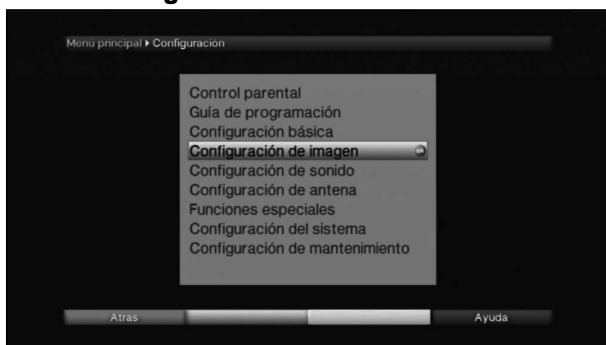 Menú principal ▸ Configuración
Control parental
Guía de programación
Configuración básica
Configuración de imagen
Configuración de sonido
Configuración de antena
Funciones especiales
Configuración del sistema
Configuración de mantenimiento
Atras
Ayuda